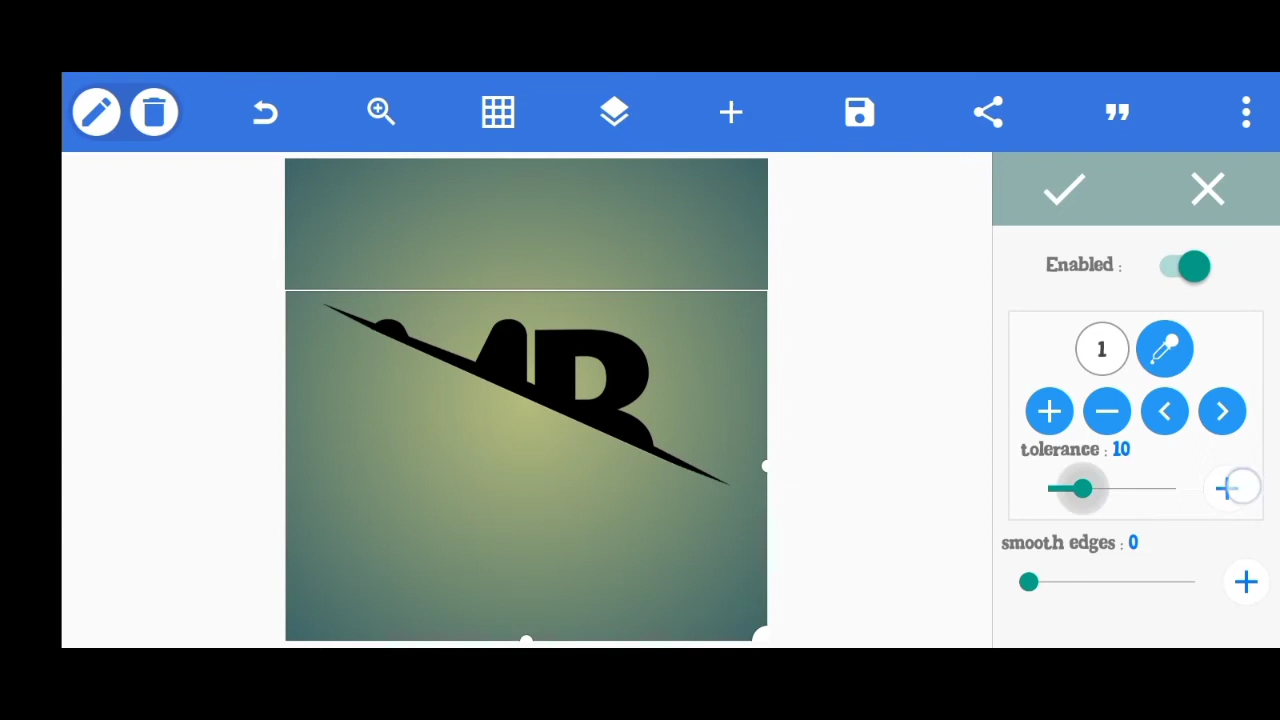 Enabled :
1
tolerance : 10
smooth edges : 0